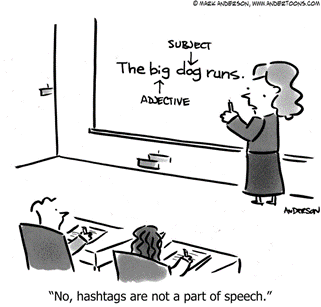 © MARK ANDERSON, WWW.ANDERTOONS.COM
SUBJECT
The big dog runs.
ADJECTIVE
ANDERSON
"No, hashtags are not a part of speech."